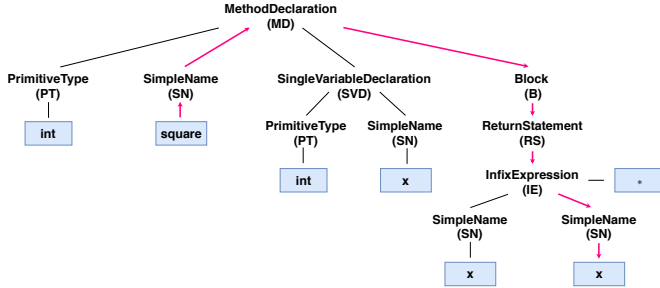 MethodDeclaration
(MD)
PrimitiveType
(PT)
SimpleName
(SN)
SingleVariableDeclaration
(SVD)
Block
(B)
int
square
PrimitiveType
(PT)
SimpleName
(SN)
ReturnStatement
(RS)
int
x
InfixExpression
(IE)
*
SimpleName
(SN)
SimpleName
(SN)
x
x